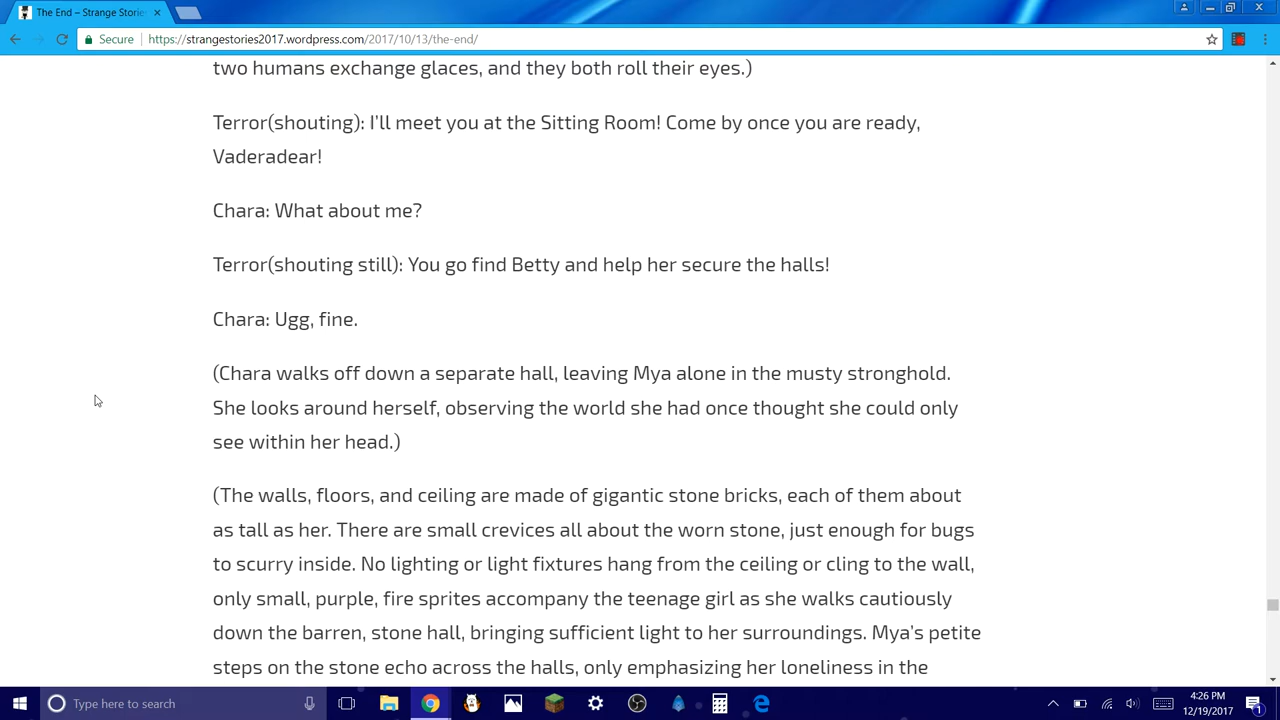 The End – Strange Stories
Secure
https://strangestories2017.wordpress.com/2017/10/13/the-end/
two humans exchange glaces, and they both roll their eyes.)
Terror(shouting): I’ll meet you at the Sitting Room! Come by once you are ready,
Vaderadear!
Chara: What about me?
Terror(shouting still): You go find Betty and help her secure the halls!
Chara: Ugg, fine.
(Chara walks off down a separate hall, leaving Mya alone in the musty stronghold.
She looks around herself, observing the world she had once thought she could only
see within her head.)
(The walls, floors, and ceiling are made of gigantic stone bricks, each of them about
as tall as her. There are small crevices all about the worn stone, just enough for bugs
to scurry inside. No lighting or light fixtures hang from the ceiling or cling to the wall,
only small, purple, fire sprites accompany the teenage girl as she walks cautiously
down the barren, stone hall, bringing sufficient light to her surroundings. Mya’s petite
steps on the stone echo across the halls, only emphasizing her loneliness in the
Type here to search
4:26 PM
12/19/2017
1